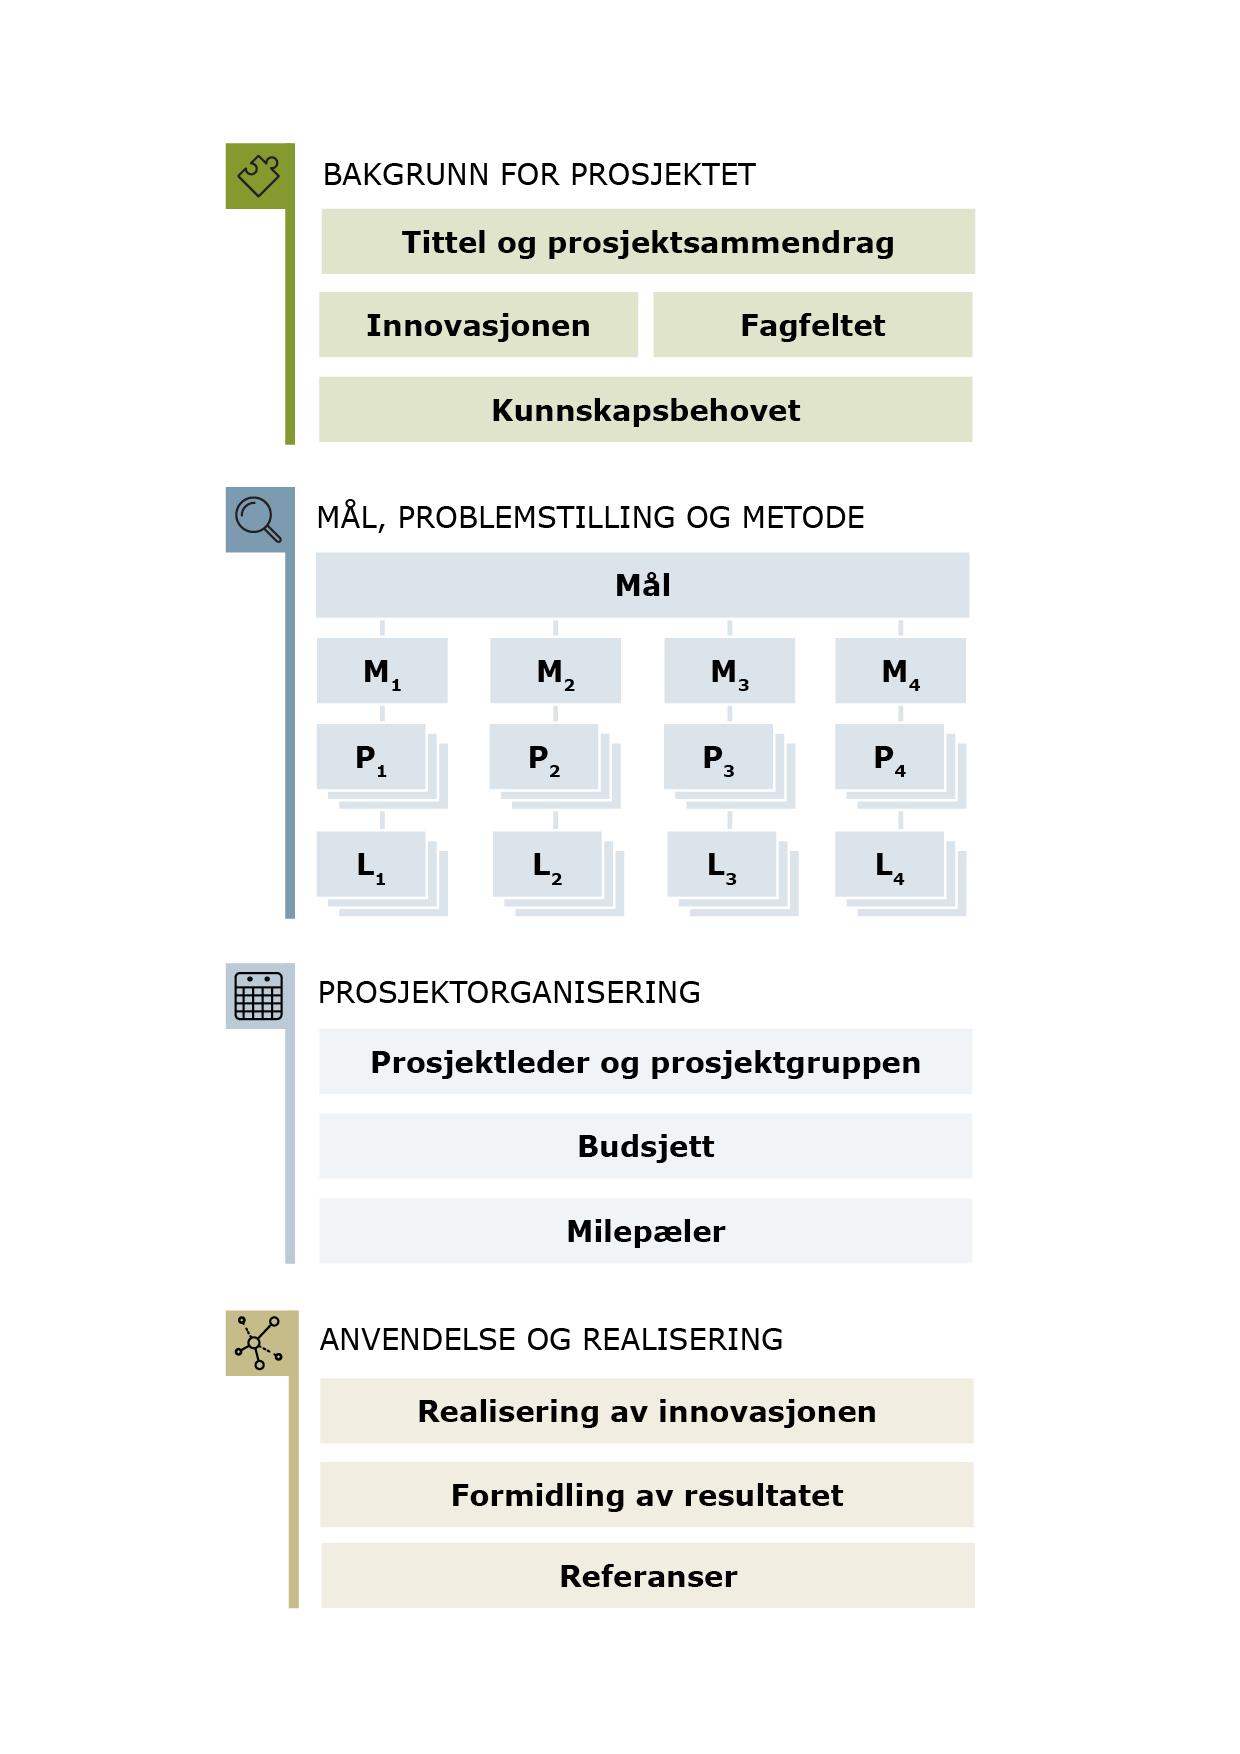 BAKGRUNN FOR PROSJEKTET
Tittel og prosjektsammendrag
Innovasjonen Fagfeltet
Kunnskapsbehovet
MÅL, PROBLEMSTILLING OG METODE
Mål
M₁ M₂ M₃ M₄
P₁ P₂ P₃ P₄
L₁ L₂ L₃ L₄
PROSJEKTORGANISERING
Prosjektleder og prosjektgruppen
Budsjett
Milepæler
ANVENDELSE OG REALISERING
Realisering av innovasjonen
Formidling av resultatet
Referanser